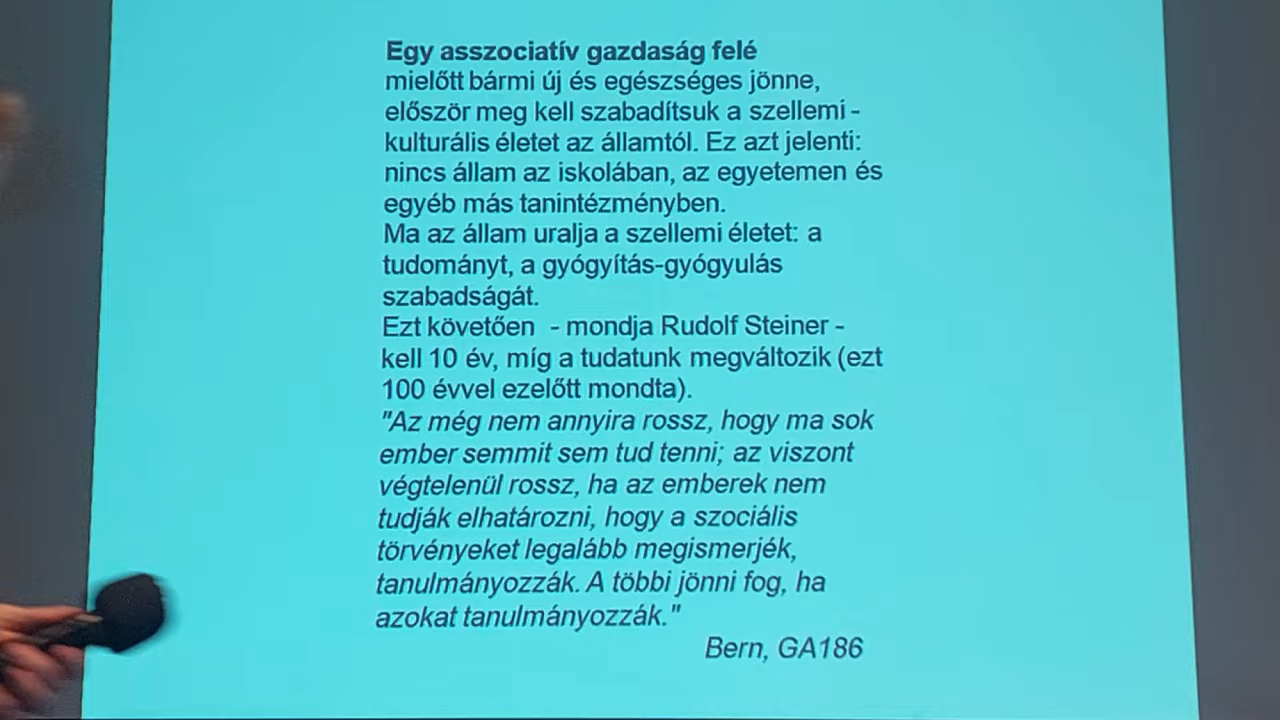 Egy asszociatív gazdaság felé
mielőtt bármi új és egészséges jönne,
először meg kell szabadítsuk a szellemi -
kulturális életet az államtól. Ez azt jelenti:
nincs állam az iskolában, az egyetemen és
egyéb más tanintézményben.
Ma az állam uralja a szellemi életet: a
tudományt, a gyógyítás-gyógyulás
szabadságát.
Ezt követően - mondja Rudolf Steiner -
kell 10 év, míg a tudatunk megváltozik (ezt
100 évvel ezelőtt mondta).
"Az még nem annyira rossz, hogy ma sok
ember semmit sem tud tenni; az viszont
végtelenül rossz, ha az emberek nem
tudják elhatározni, hogy a szociális
törvényeket legalább megismerjék,
tanulmányozzák. A többi jönni fog, ha
azokat tanulmányozzák."
Bern, GA186